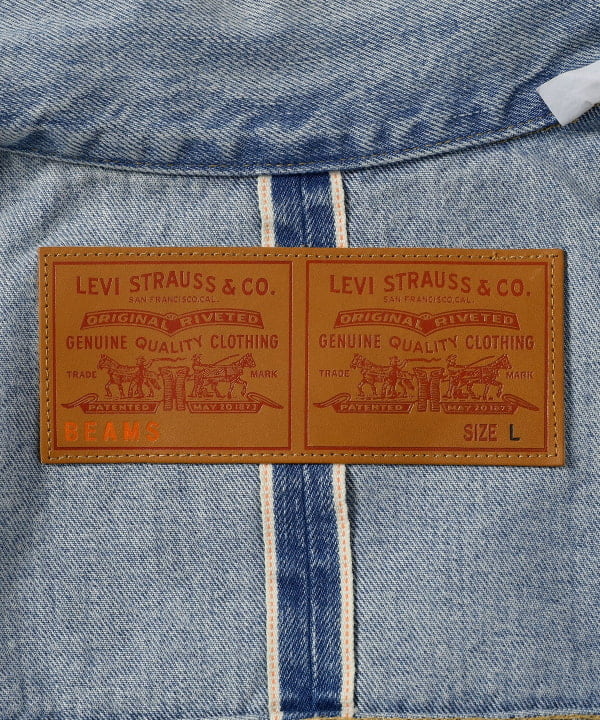 LEVI STRAUSS & CO.
SAN FRANCISCO, CAL.
ORIGINAL RIVETED
GENUINE QUALITY CLOTHING
TRADE MARK
PATENTED MAY 20 1873
BEAMS
LEVI STRAUSS & CO.
SAN FRANCISCO, CAL.
ORIGINAL RIVETED
GENUINE QUALITY CLOTHING
TRADE MARK
PATENTED MAY 20 1873
SIZE L